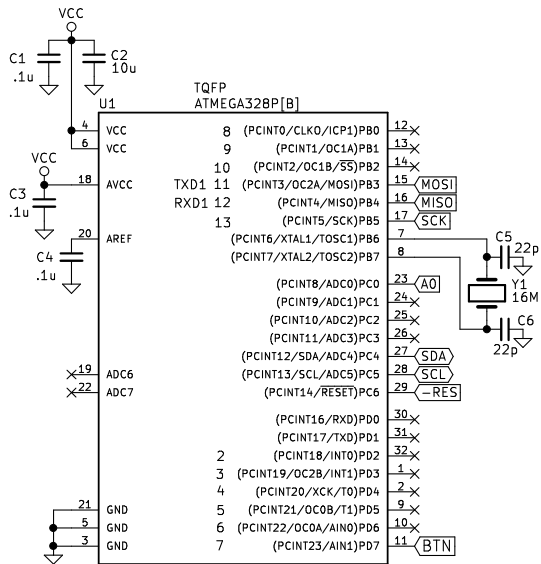 VCC
C1
.1u
C2
10u
TQFP
ATMEGA328P[B]
U1
4 VCC 8 (PCINT0/CLKO/ICP1)PB0 12
6 VCC 9 (PCINT1/OC1A)PB1 13
10 (PCINT2/OC1B/SS)PB2 14
VCC
18 AVCC TXD1 11 (PCINT3/OC2A/MOSI)PB3 15 MOSI
C3
.1u
RXD1 12 (PCINT4/MISO)PB4 16 MISO
13 (PCINT5/SCK)PB5 17 SCK
20 AREF (PCINT6/XTAL1/TOSC1)PB6 7
C4
.1u
(PCINT7/XTAL2/TOSC2)PB7 8
C5
22p
Y1
16M
C6
22p
(PCINT8/ADC0)PC0 23 A0
(PCINT9/ADC1)PC1 24
(PCINT10/ADC2)PC2 25
(PCINT11/ADC3)PC3 26
(PCINT12/SDA/ADC4)PC4 27 SDA
19 ADC6 (PCINT13/SCL/ADC5)PC5 28 SCL
22 ADC7 (PCINT14/RESET)PC6 29 -RES
(PCINT16/RXD)PD0 30
(PCINT17/TXD)PD1 31
2 (PCINT18/INT0)PD2 32
3 (PCINT19/OC2B/INT1)PD3 1
4 (PCINT20/XCK/T0)PD4 2
21 GND 5 (PCINT21/OC0B/T1)PD5 9
5 GND 6 (PCINT22/OC0A/AIN0)PD6 10
3 GND 7 (PCINT23/AIN1)PD7 11 BTN